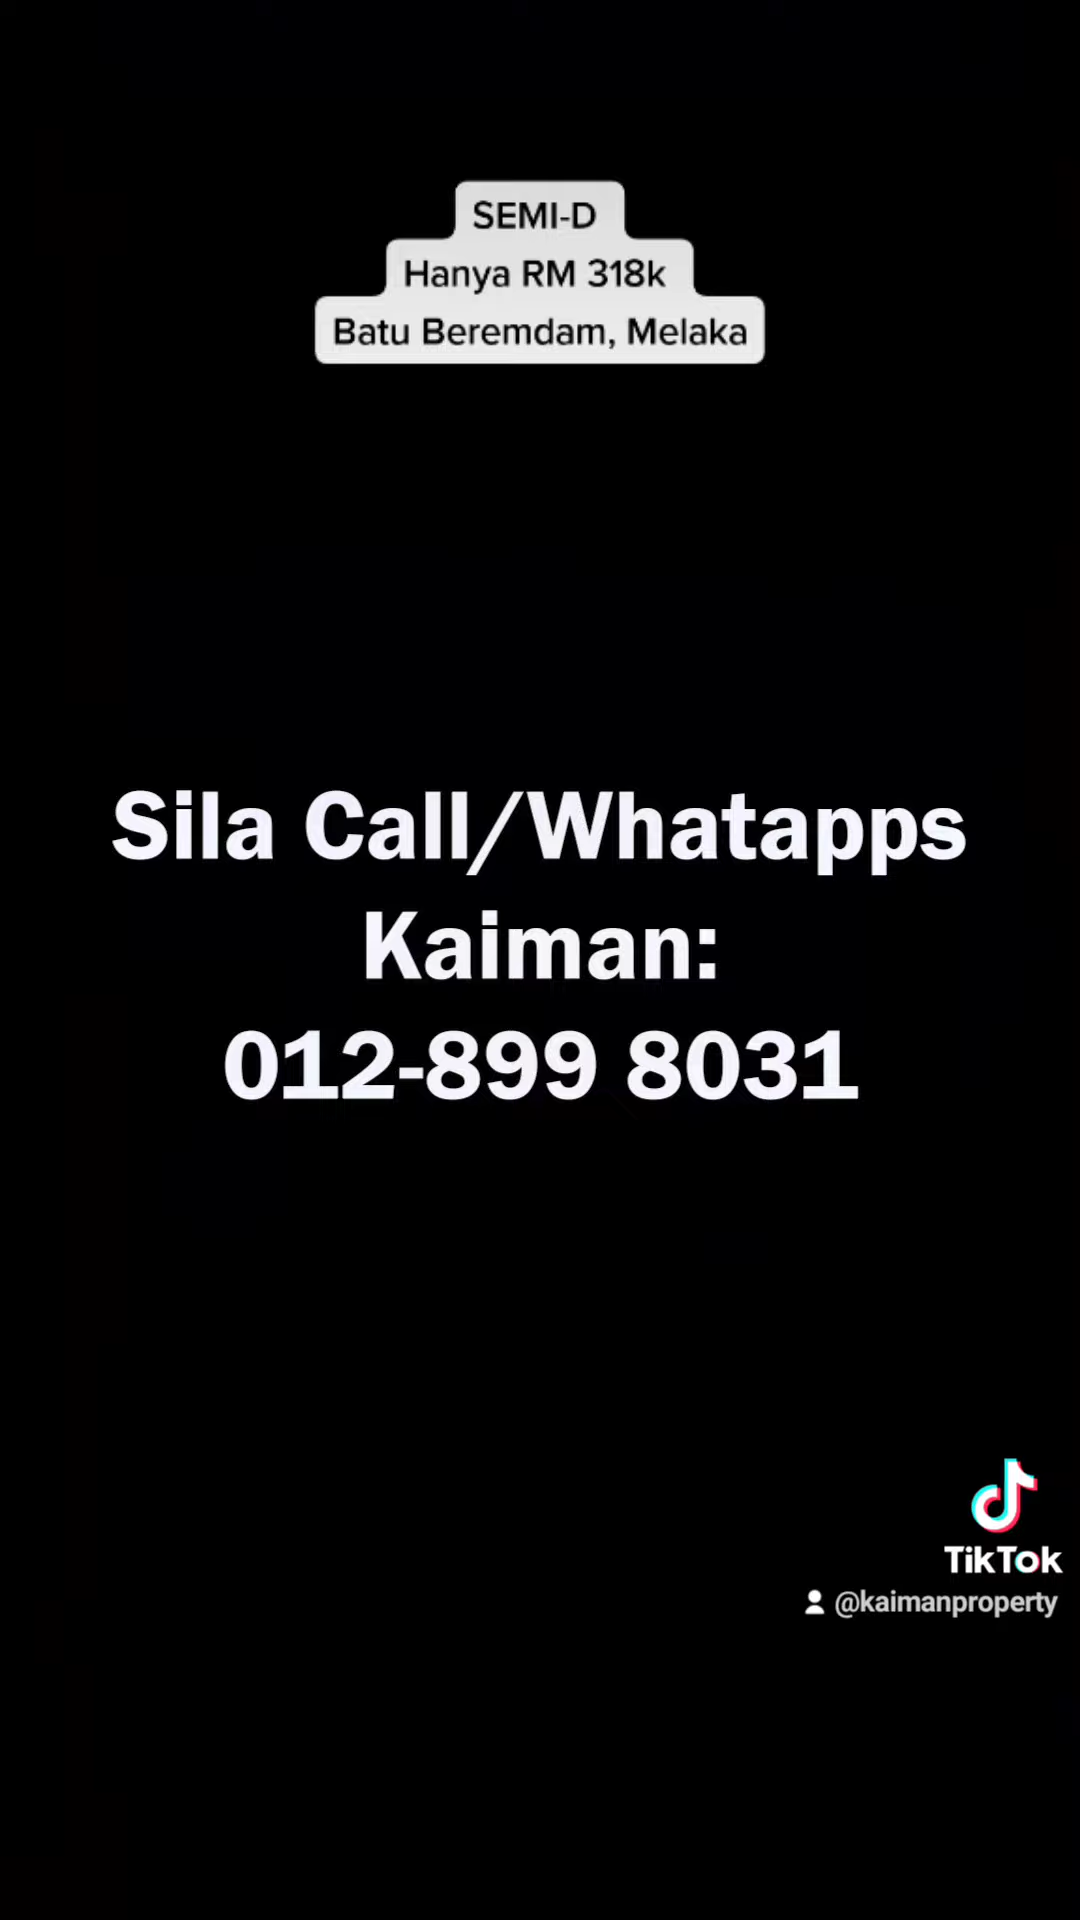 SEMI-D
Hanya RM 318k
Batu Beremdam, Melaka
Sila Call/Whatapps
Kaiman:
012-899 8031
TikTok
@kaimanproperty